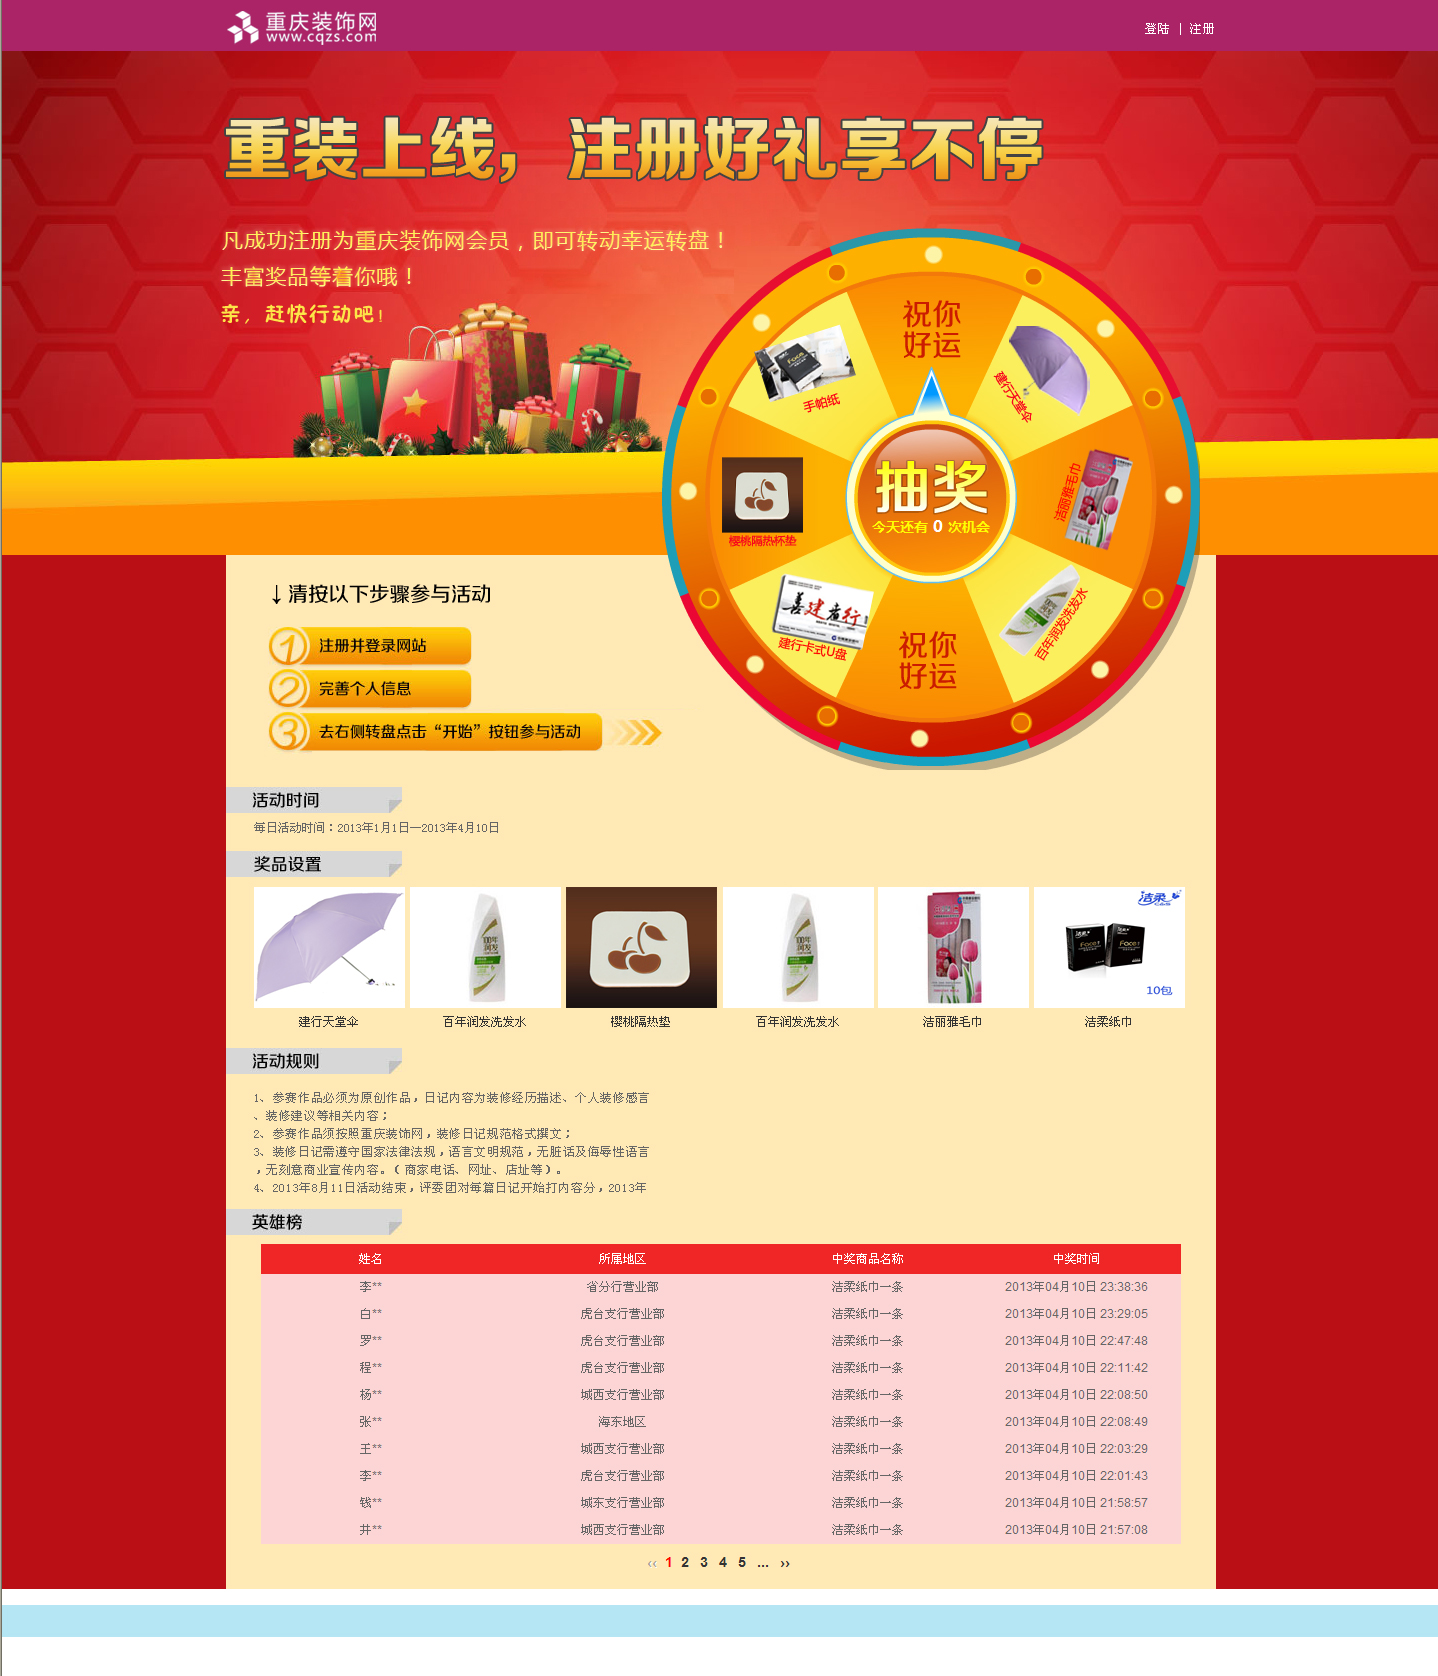 重庆装饰网
www.cqzs.com
登陆 | 注册
重装上线，注册好礼享不停
凡成功注册为重庆装饰网会员，即可转动幸运转盘！
丰富奖品等着你哦！
亲，赶快行动吧！
祝你
好运
手帕纸
建行天堂伞
洁丽雅毛巾
樱桃隔热杯垫
抽奖
今天还有 0 次机会
百年润发洗发水
善建者行
建行卡式U盘
祝你
好运
↓清按以下步骤参与活动
1 注册并登录网站
2 完善个人信息
3 去右侧转盘点击“开始”按钮参与活动
活动时间
每日活动时间：2013年1月1日—2013年4月10日
奖品设置
百年润发
百年润发
洁柔
10包
建行天堂伞 百年润发洗发水 樱桃隔热垫 百年润发洗发水 洁丽雅毛巾 洁柔纸巾
活动规则
1、参赛作品必须为原创作品，日记内容为装修经历描述、个人装修感言
、装修建议等相关内容；
2、参赛作品须按照重庆装饰网，装修日记规范格式撰文；
3、装修日记需遵守国家法律法规，语言文明规范，无脏话及侮辱性语言
，无刻意商业宣传内容。（商家电话、网址、店址等）。
4、2013年8月11日活动结束，评委团对每篇日记开始打内容分，2013年
英雄榜
姓名 所属地区 中奖商品名称 中奖时间
李** 省分行营业部 洁柔纸巾一条 2013年04月10日 23:38:36
白** 虎台支行营业部 洁柔纸巾一条 2013年04月10日 23:29:05
罗** 虎台支行营业部 洁柔纸巾一条 2013年04月10日 22:47:48
程** 虎台支行营业部 洁柔纸巾一条 2013年04月10日 22:11:42
杨** 城西支行营业部 洁柔纸巾一条 2013年04月10日 22:08:50
张** 海东地区 洁柔纸巾一条 2013年04月10日 22:08:49
王** 城西支行营业部 洁柔纸巾一条 2013年04月10日 22:03:29
李** 虎台支行营业部 洁柔纸巾一条 2013年04月10日 22:01:43
钱** 城东支行营业部 洁柔纸巾一条 2013年04月10日 21:58:57
井** 城西支行营业部 洁柔纸巾一条 2013年04月10日 21:57:08
‹‹ 1 2 3 4 5 ... ››